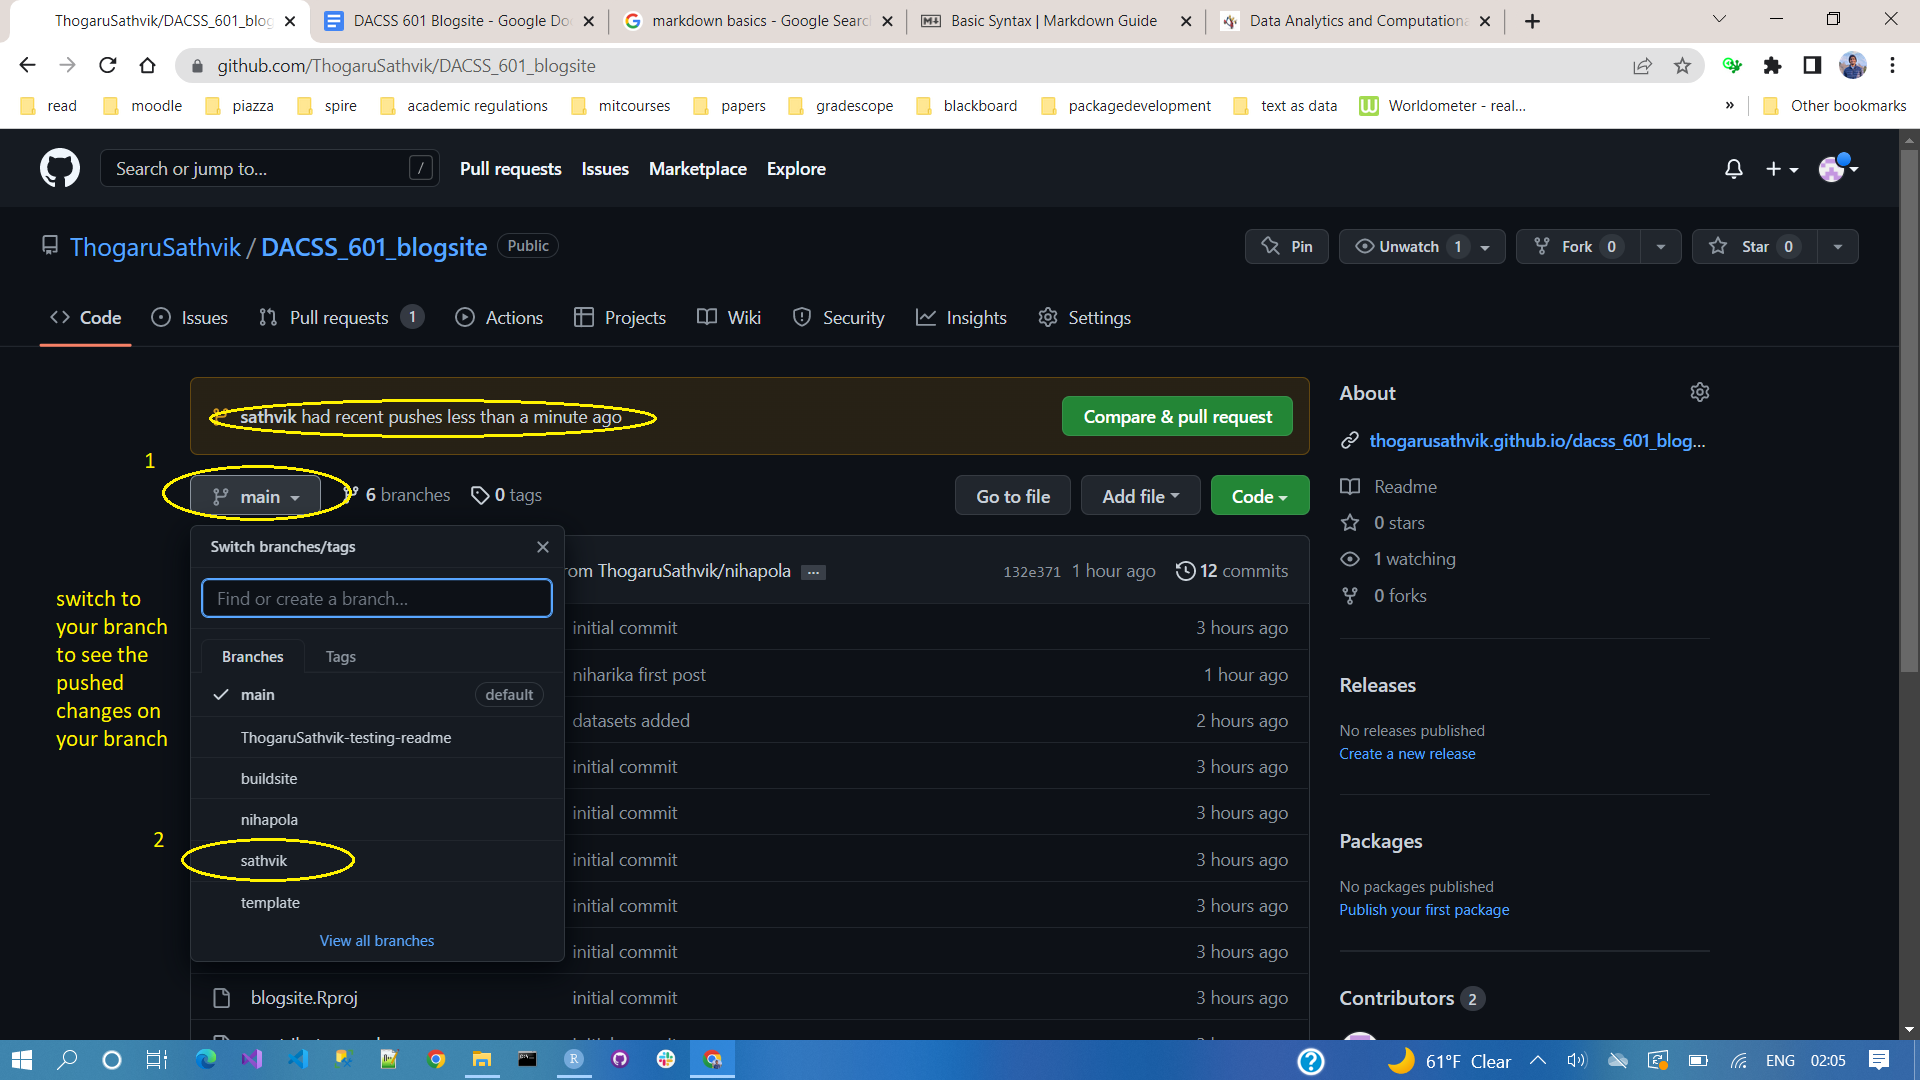 ThogaruSathvik/DACSS_601_blog
DACSS 601 Blogsite - Google Do
markdown basics - Google Search
Basic Syntax | Markdown Guide
Data Analytics and Computationa
github.com/ThogaruSathvik/DACSS_601_blogsite
read
moodle
piazza
spire
academic regulations
mitcourses
papers
gradescope
blackboard
packagedevelopment
text as data
Worldometer - real...
»
Other bookmarks
Search or jump to...
/
Pull requests
Issues
Marketplace
Explore
ThogaruSathvik / DACSS_601_blogsite
Public
Pin
Unwatch 1
Fork 0
Star 0
Code
Issues
Pull requests 1
Actions
Projects
Wiki
Security
Insights
Settings
sathvik had recent pushes less than a minute ago
Compare & pull request
1
main
6 branches
0 tags
Go to file
Add file
Code
Switch branches/tags
Find or create a branch...
Branches
Tags
main
default
ThogaruSathvik-testing-readme
buildsite
nihapola
2
sathvik
template
View all branches
switch to
your branch
to see the
pushed
changes on
your branch
om ThogaruSathvik/nihapola ...
132e371
1 hour ago
12 commits
initial commit
3 hours ago
niharika first post
1 hour ago
datasets added
2 hours ago
initial commit
3 hours ago
initial commit
3 hours ago
initial commit
3 hours ago
initial commit
3 hours ago
initial commit
3 hours ago
blogsite.Rproj
initial commit
3 hours ago
About
thogarusathvik.github.io/dacss_601_blog...
Readme
0 stars
1 watching
0 forks
Releases
No releases published
Create a new release
Packages
No packages published
Publish your first package
Contributors 2
61°F Clear
ENG
02:05